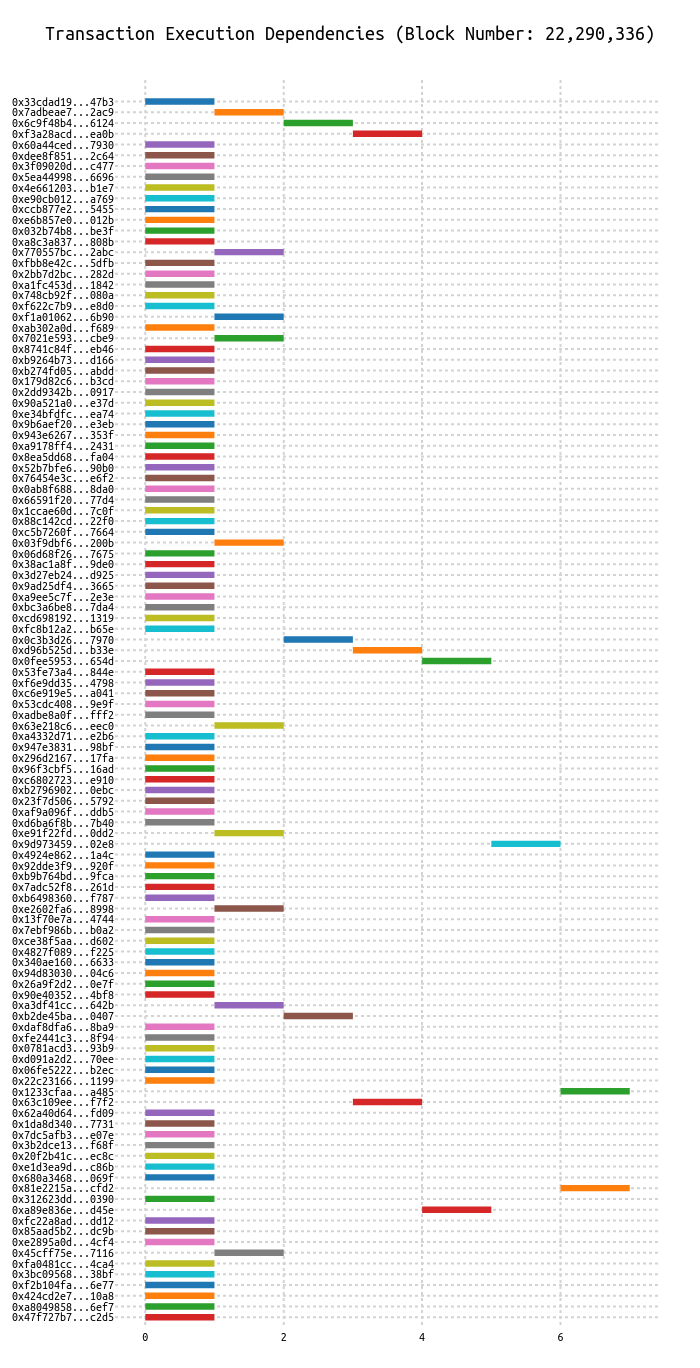 Transaction Execution Dependencies (Block Number: 22,290,336)
0x33cdad19...47b3
0x7adbeae7...2ac9
0x6c9f48b4...6124
0xf3a28acd...ea0b
0x60a44ced...7930
0xdee8f851...2c64
0x3f09020d...c477
0x5ea44998...6696
0x4e661203...b1e7
0xe90cb012...a769
0xccb877e2...5455
0xe6b857e0...012b
0x032b74b8...be3f
0xa8c3a837...808b
0x770557bc...2abc
0xfbb8e42c...5dfb
0x2bb7d2bc...282d
0xa1fc453d...1842
0x748cb92f...080a
0xf622c7b9...e8d0
0xf1a01062...6b90
0xab302a0d...f689
0x7021e593...cbe9
0x8741c84f...eb46
0xb9264b73...d166
0xb274fd05...abdd
0x179d82c6...b3cd
0x2dd9342b...0917
0x90a521a0...e37d
0xe34bfdfc...ea74
0x9b6aef20...e3eb
0x943e6267...353f
0xa9178ff4...2431
0x8ea5dd68...fa04
0x52b7bfe6...90b0
0x76454e3c...e6f2
0x0ab8f688...8da0
0x66591f20...77d4
0x1ccae60d...7c0f
0x88c142cd...22f0
0xc5b7260f...7664
0x03f9dbf6...200b
0x06d68f26...7675
0x38ac1a8f...9de0
0x3d27eb24...d925
0x9ad25df4...3665
0xa9ee5c7f...2e3e
0xbc3a6be8...7da4
0xcd698192...1319
0xfc8b12a2...b65e
0x0c3b3d26...7970
0xd96b525d...b33e
0x0fee5953...654d
0x53fe73a4...844e
0xf6e9dd35...4798
0xc6e919e5...a041
0x53cdc408...9e9f
0xadbe8a0f...fff2
0x63e218c6...eec0
0xa4332d71...e2b6
0x947e3831...98bf
0x296d2167...17fa
0x96f3cbf5...16ad
0xc6802723...e910
0xb2796902...0ebc
0x23f7d506...5792
0xaf9a096f...ddb5
0xd6ba6f8b...7b40
0xe91f22fd...0dd2
0x9d973459...02e8
0x4924e862...1a4c
0x92dde3f9...920f
0xb9b764bd...9fca
0x7adc52f8...261d
0xb6498360...f787
0xe2602fa6...8998
0x13f70e7a...4744
0x7ebf986b...b0a2
0xce38f5aa...d602
0x4827f089...f225
0x340ae160...6633
0x94d83030...04c6
0x26a9f2d2...0e7f
0x90e40352...4bf8
0xa3df41cc...642b
0xb2de45ba...0407
0xdaf8dfa6...8ba9
0xfe2441c3...8f94
0x0781acd3...93b9
0xd091a2d2...70ee
0x06fe5222...b2ec
0x22c23166...1199
0x1233cfaa...a485
0x63c109ee...f7f2
0x62a40d64...fd09
0x1da8d340...7731
0x7dc5afb3...e07e
0x3b2dce13...f68f
0x20f2b41c...ec8c
0xe1d3ea9d...c86b
0x680a3468...069f
0x81e2215a...cfd2
0x312623dd...0390
0xa89e836e...d45e
0xfc22a8ad...dd12
0x85aad5b2...dc9b
0xe2895a0d...4cf4
0x45cff75e...7116
0xfa0481cc...4ca4
0x3bc09568...38bf
0xf2b104fa...6e77
0x424cd2e7...10a8
0xa8049858...6ef7
0x47f727b7...c2d5
0 2 4 6